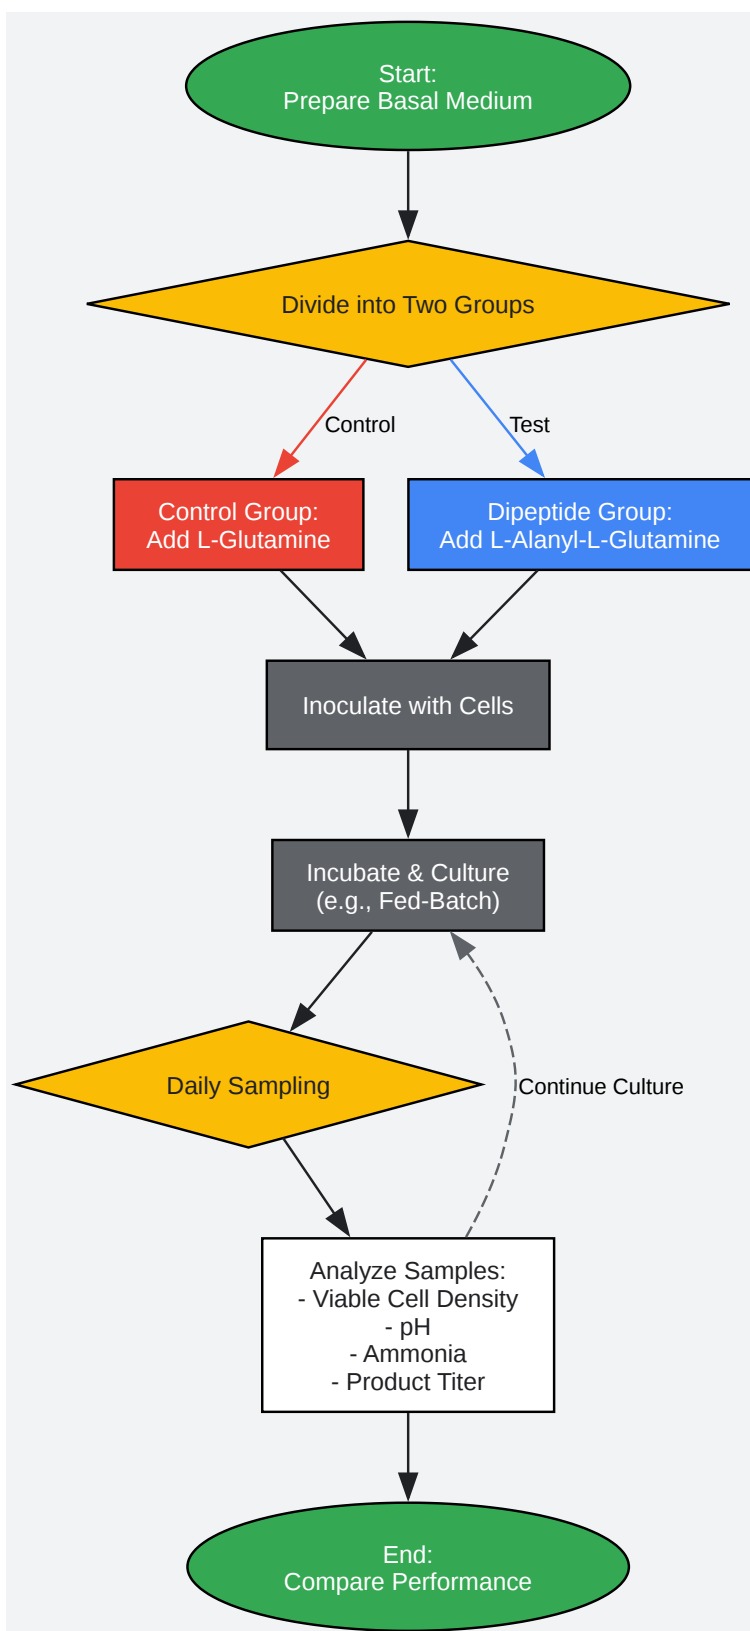 Start:
Prepare Basal Medium
Divide into Two Groups
Control
Test
Control Group:
Add L-Glutamine
Dipeptide Group:
Add L-Alanyl-L-Glutamine
Inoculate with Cells
Incubate & Culture
(e.g., Fed-Batch)
Daily Sampling
Continue Culture
Analyze Samples:
- Viable Cell Density
- pH
- Ammonia
- Product Titer
End:
Compare Performance